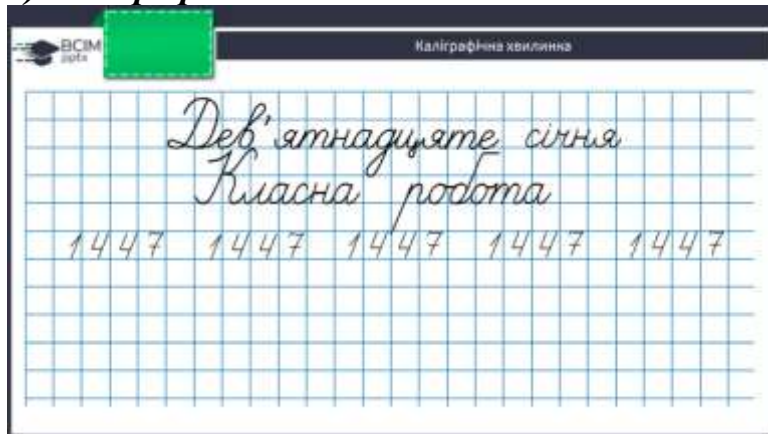 ВСІМ
pptx
Каліграфічна хвилинка
Дев'ятнадцяте січня
Класна робота
1447 1447 1447 1447 1447